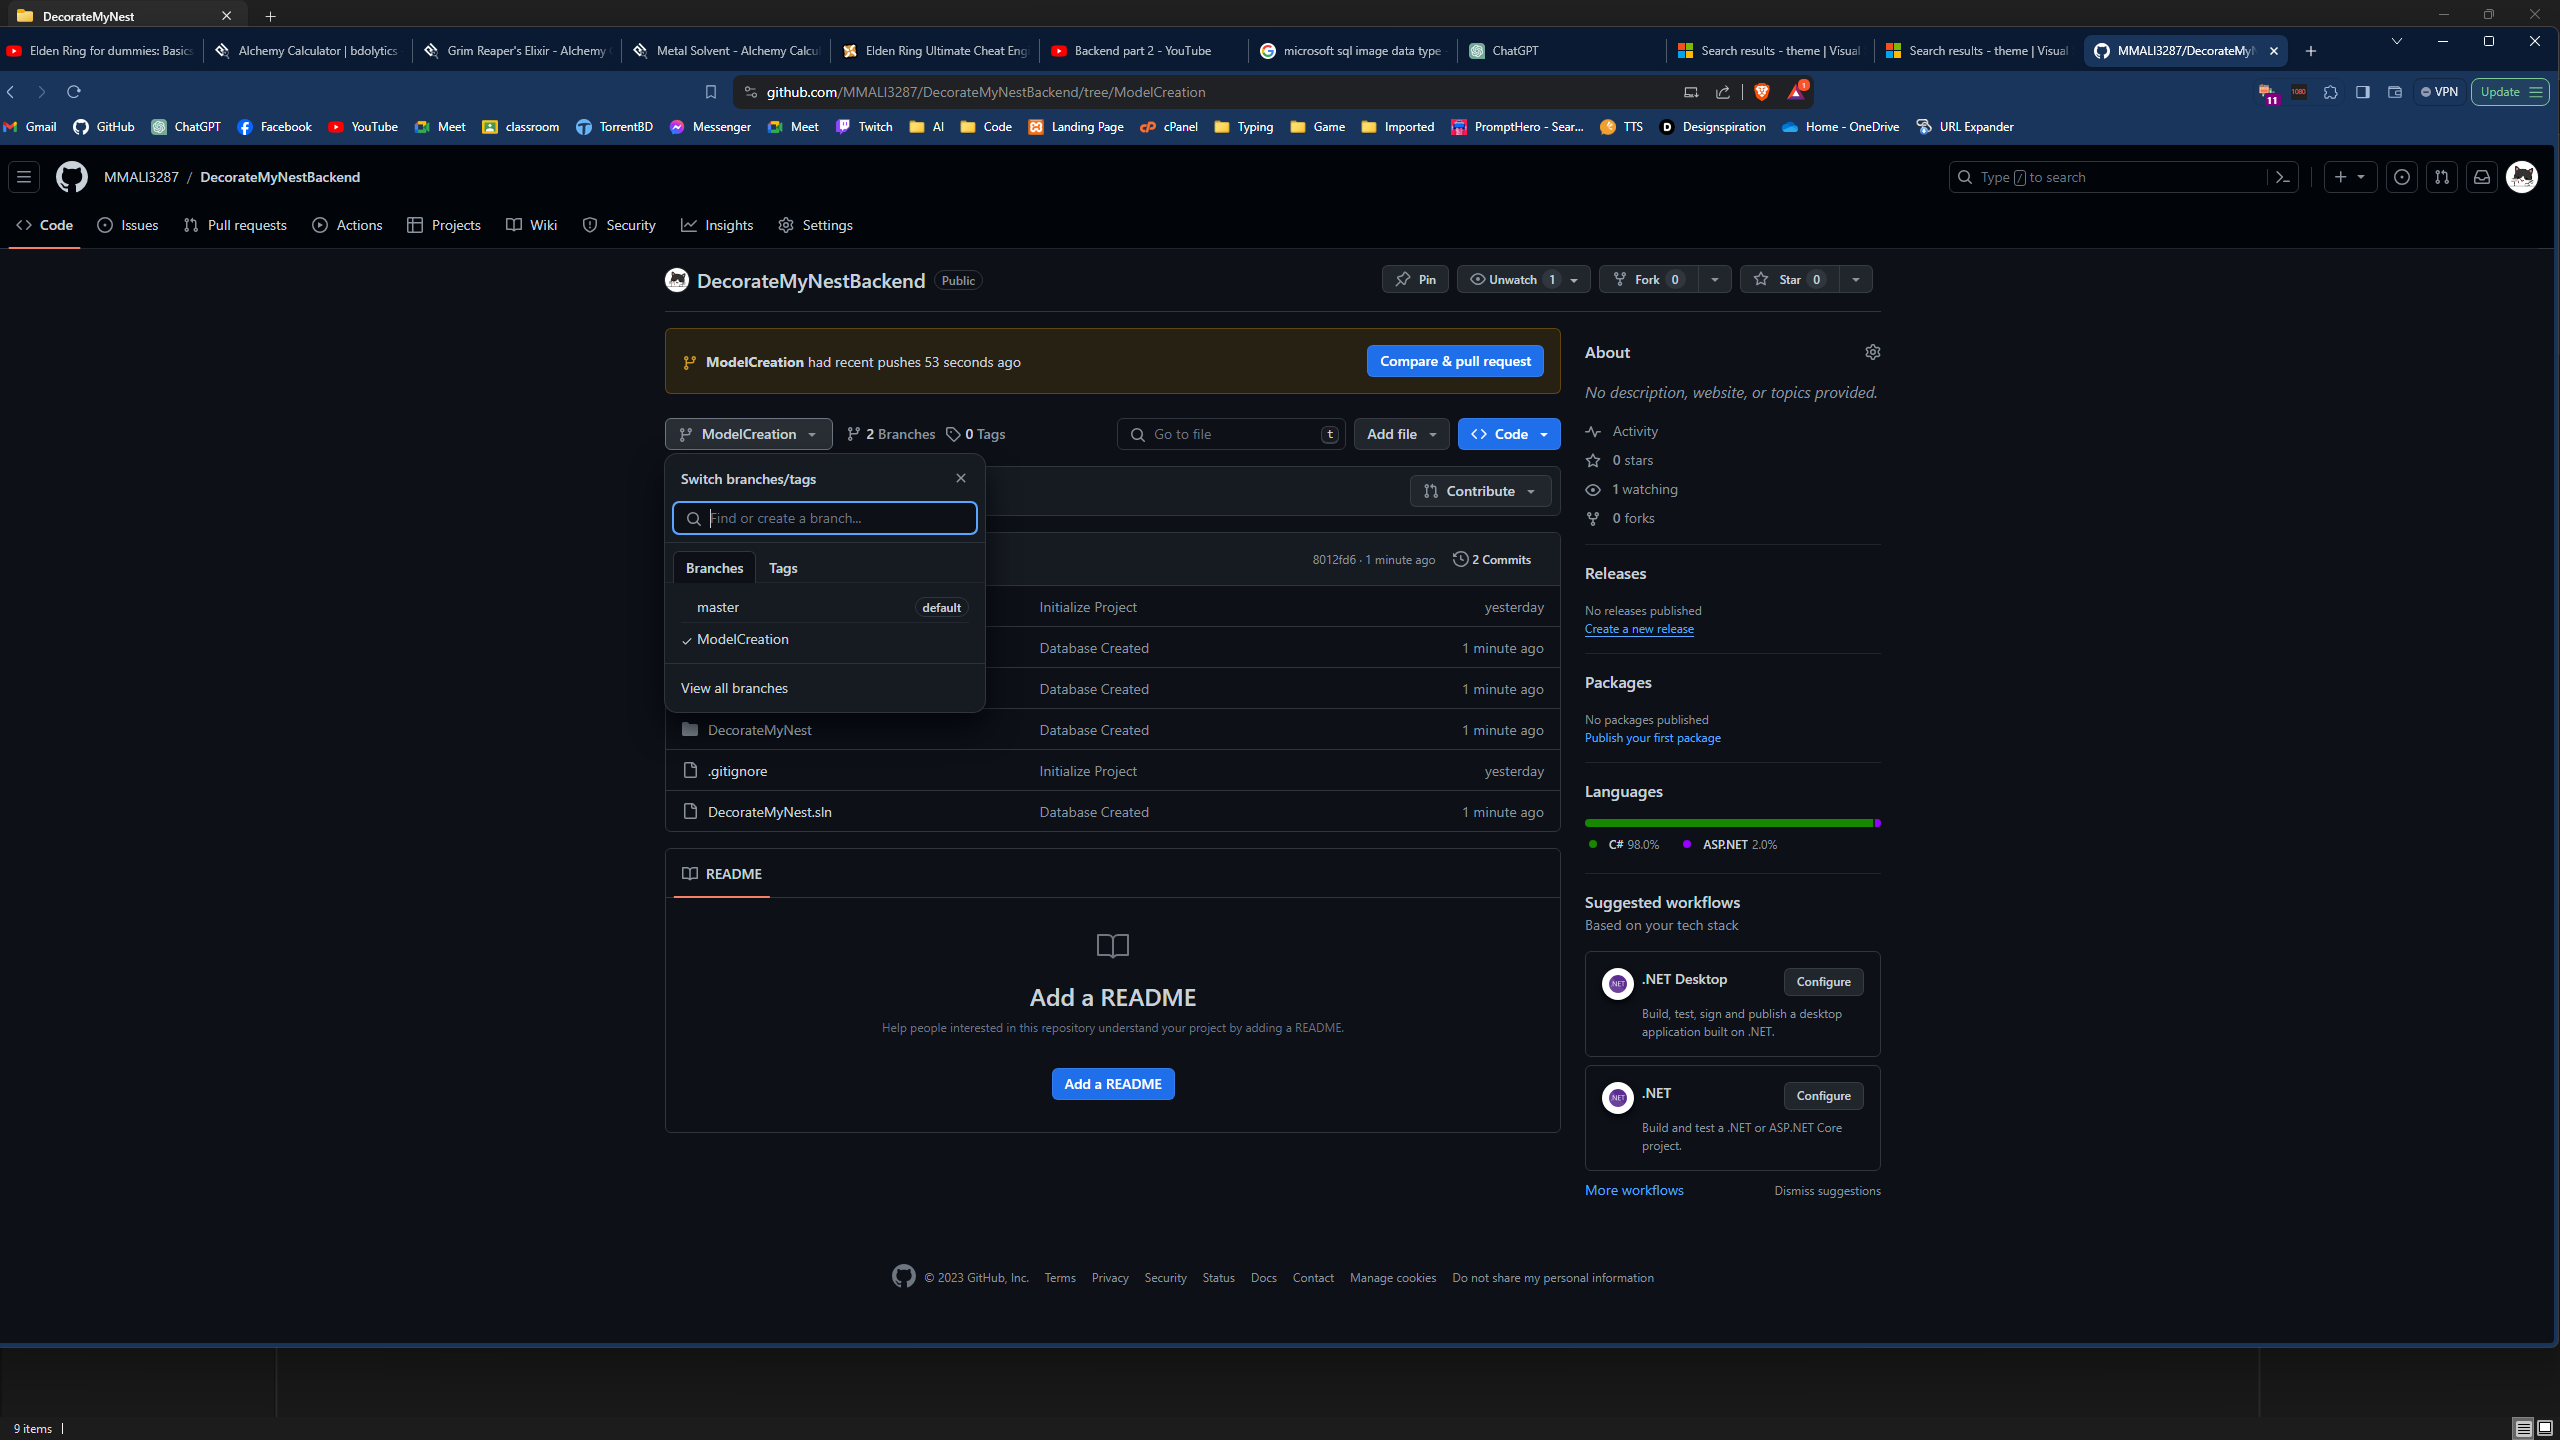 DecorateMyNest
Elden Ring for dummies: Basics
Alchemy Calculator | bdolytics
Grim Reaper's Elixir - Alchemy
Metal Solvent - Alchemy Calcu
Elden Ring Ultimate Cheat Eng
Backend part 2 - YouTube
microsoft sql image data type
ChatGPT
Search results - theme | Visual
Search results - theme | Visual
MMALI3287/DecorateMyN
github.com/MMALI3287/DecorateMyNestBackend/tree/ModelCreation
1
11
1080
VPN
Update
Gmail
GitHub
ChatGPT
Facebook
YouTube
Meet
classroom
TorrentBD
Messenger
Meet
Twitch
AI
Code
Landing Page
cPanel
Typing
Game
Imported
PromptHero - Sear...
TTS
Designspiration
Home - OneDrive
URL Expander
MMALI3287 / DecorateMyNestBackend
Type / to search
Code
Issues
Pull requests
Actions
Projects
Wiki
Security
Insights
Settings
DecorateMyNestBackend Public
Pin
Unwatch 1
Fork 0
Star 0
ModelCreation had recent pushes 53 seconds ago
Compare & pull request
ModelCreation
2 Branches
0 Tags
Go to file t
Add file
Code
Switch branches/tags
Find or create a branch...
Branches
Tags
master default
ModelCreation
View all branches
Contribute
8012fd6 · 1 minute ago
2 Commits
Initialize Project yesterday
Database Created 1 minute ago
Database Created 1 minute ago
DecorateMyNest Database Created 1 minute ago
.gitignore Initialize Project yesterday
DecorateMyNest.sln Database Created 1 minute ago
README
Add a README
Help people interested in this repository understand your project by adding a README.
Add a README
About
No description, website, or topics provided.
Activity
0 stars
1 watching
0 forks
Releases
No releases published
Create a new release
Packages
No packages published
Publish your first package
Languages
C# 98.0% ASP.NET 2.0%
Suggested workflows
Based on your tech stack
.NET
.NET Desktop
Configure
Build, test, sign and publish a desktop
application built on .NET.
.NET
.NET
Configure
Build and test a .NET or ASP.NET Core
project.
More workflows
Dismiss suggestions
© 2023 GitHub, Inc.
Terms
Privacy
Security
Status
Docs
Contact
Manage cookies
Do not share my personal information
9 items